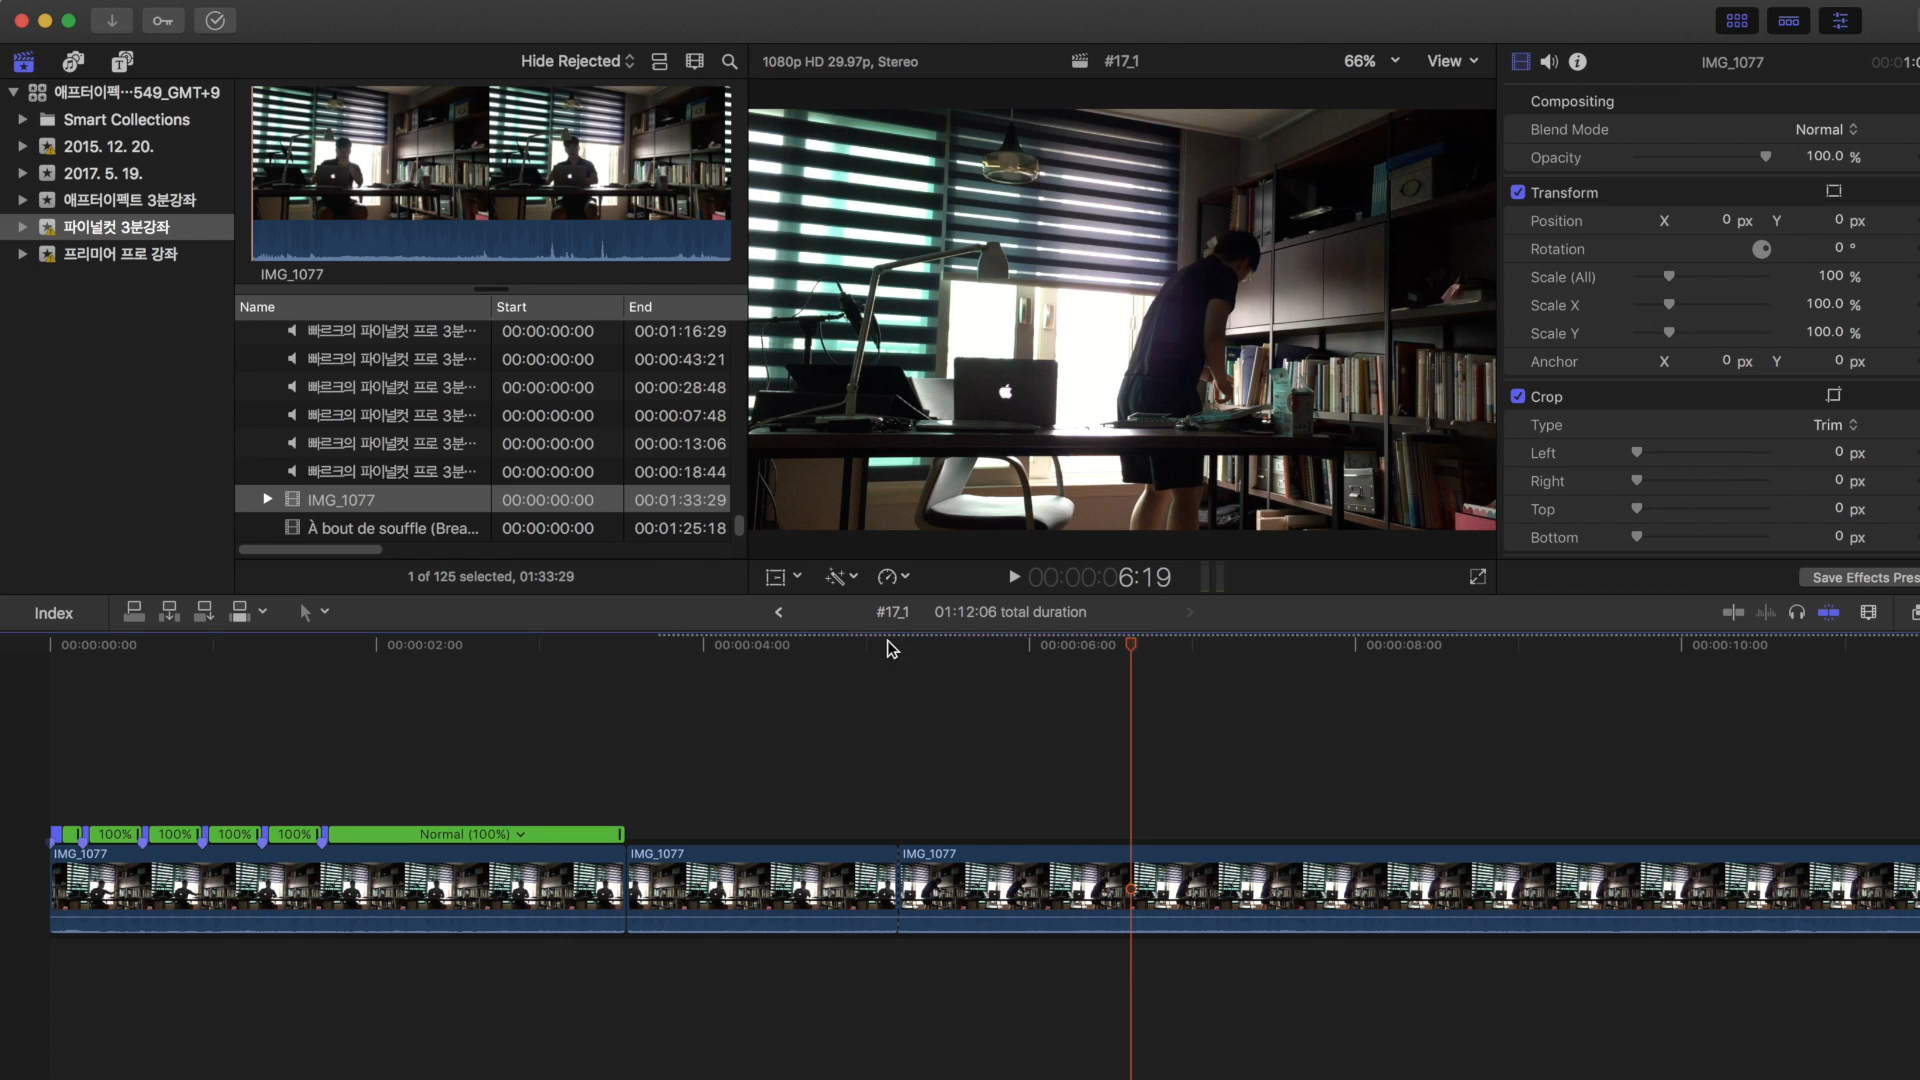 Hide Rejected
1080p HD 29.97p, Stereo
#17_1
66%
View
IMG_1077
애프터이펙…549_GMT+9
Smart Collections
2015. 12. 20.
2017. 5. 19.
애프터이펙트 3분강좌
파이널컷 3분강좌
프리미어 프로 강좌
IMG_1077
Name Start End
빠르크의 파이널컷 프로 3분… 00:00:00:00 00:01:16:29
빠르크의 파이널컷 프로 3분… 00:00:00:00 00:00:43:21
빠르크의 파이널컷 프로 3분… 00:00:00:00 00:00:28:48
빠르크의 파이널컷 프로 3분… 00:00:00:00 00:00:07:48
빠르크의 파이널컷 프로 3분… 00:00:00:00 00:00:13:06
빠르크의 파이널컷 프로 3분… 00:00:00:00 00:00:18:44
IMG_1077 00:00:00:00 00:01:33:29
À bout de souffle (Brea... 00:00:00:00 00:01:25:18
1 of 125 selected, 01:33:29
00:00:06:19
Compositing
Blend Mode Normal
Opacity 100.0 %
Transform
Position X 0 px Y 0 px
Rotation 0 °
Scale (All) 100 %
Scale X 100.0 %
Scale Y 100.0 %
Anchor X 0 px Y 0 px
Crop
Type Trim
Left 0 px
Right 0 px
Top 0 px
Bottom 0 px
Save Effects Pres
Index
#17_1 01:12:06 total duration
00:00:00:00 00:00:02:00 00:00:04:00 00:00:06:00 00:00:08:00 00:00:10:00
100% 100% 100% 100% Normal (100%)
IMG_1077 IMG_1077 IMG_1077